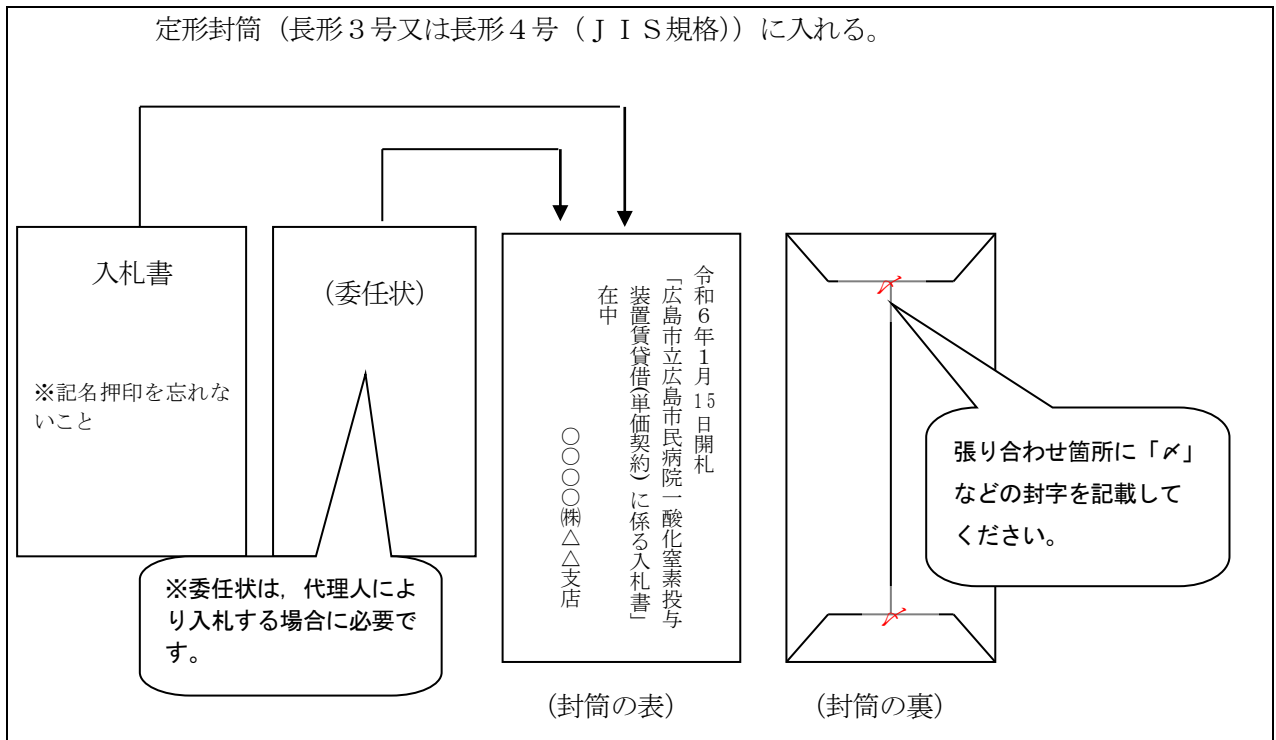 定形封筒（長形３号又は長形４号（ＪＩＳ規格））に入れる。
入札書
※記名押印を忘れな
いこと
（委任状）
※委任状は，代理人によ
り入札する場合に必要で
す。
令和６年１月15日開札
「広島市立広島市民病院一酸化窒素投与
装置賃貸借(単価契約)に係る入札書」
在中
〇〇〇〇㈱△△支店
〆
〆
張り合わせ箇所に「〆」
などの封字を記載して
ください。
（封筒の表）
（封筒の裏）